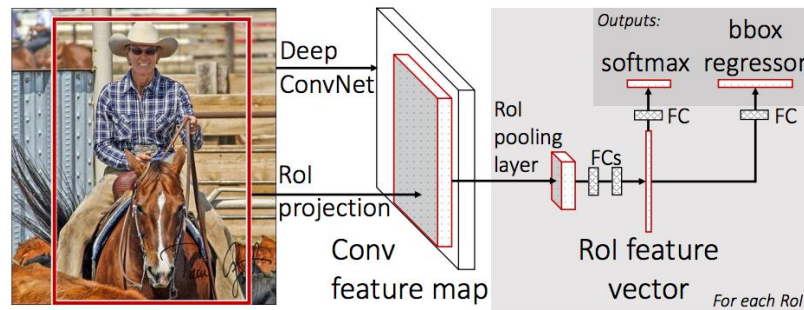 Deep
ConvNet
RoI
projection
Conv
feature map
RoI
pooling
layer
FCs
RoI feature
vector
For each RoI
Outputs:
softmax
bbox
regressor
FC
FC